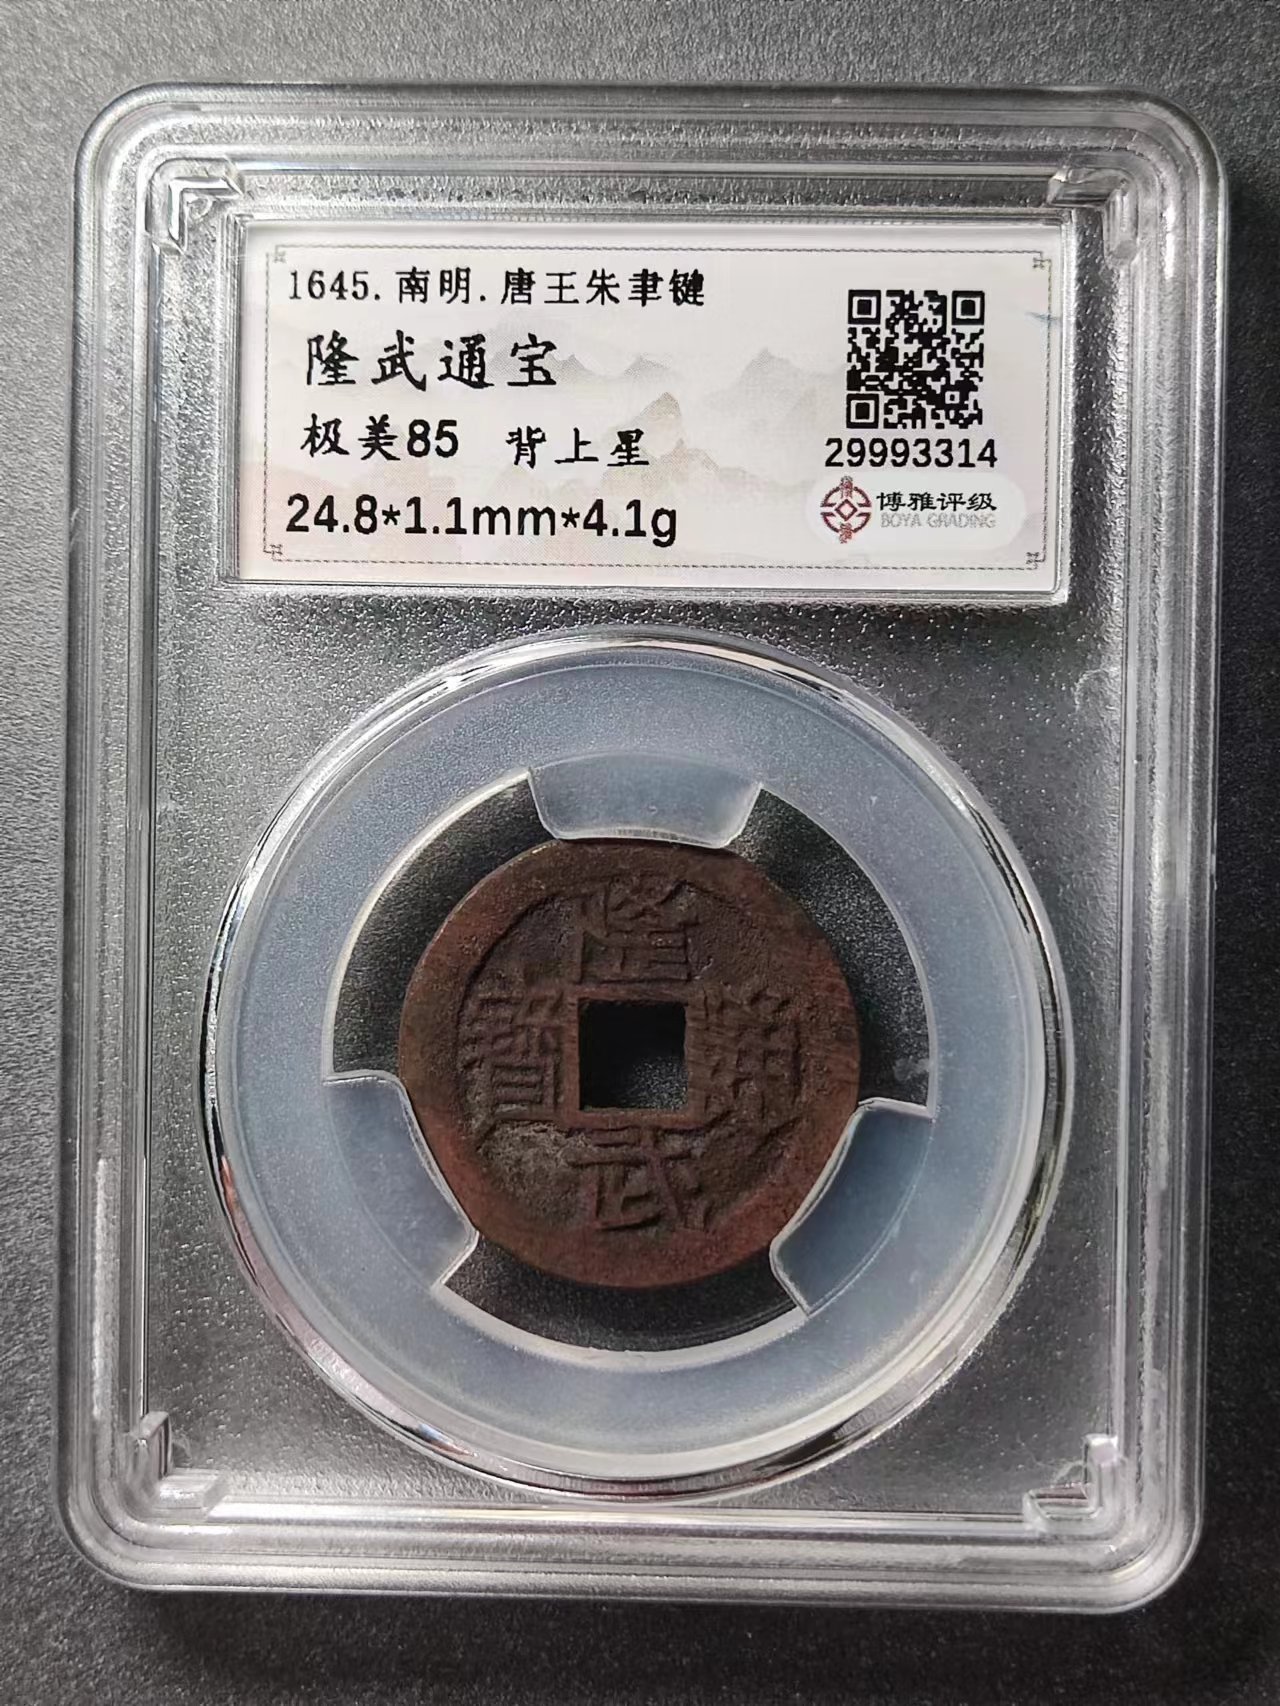 1645.南明.唐王朱聿键
隆武通宝
极美85 背上星
24.8*1.1mm*4.1g
29993314
博雅评级
BOYA GRADING
隆武通寶